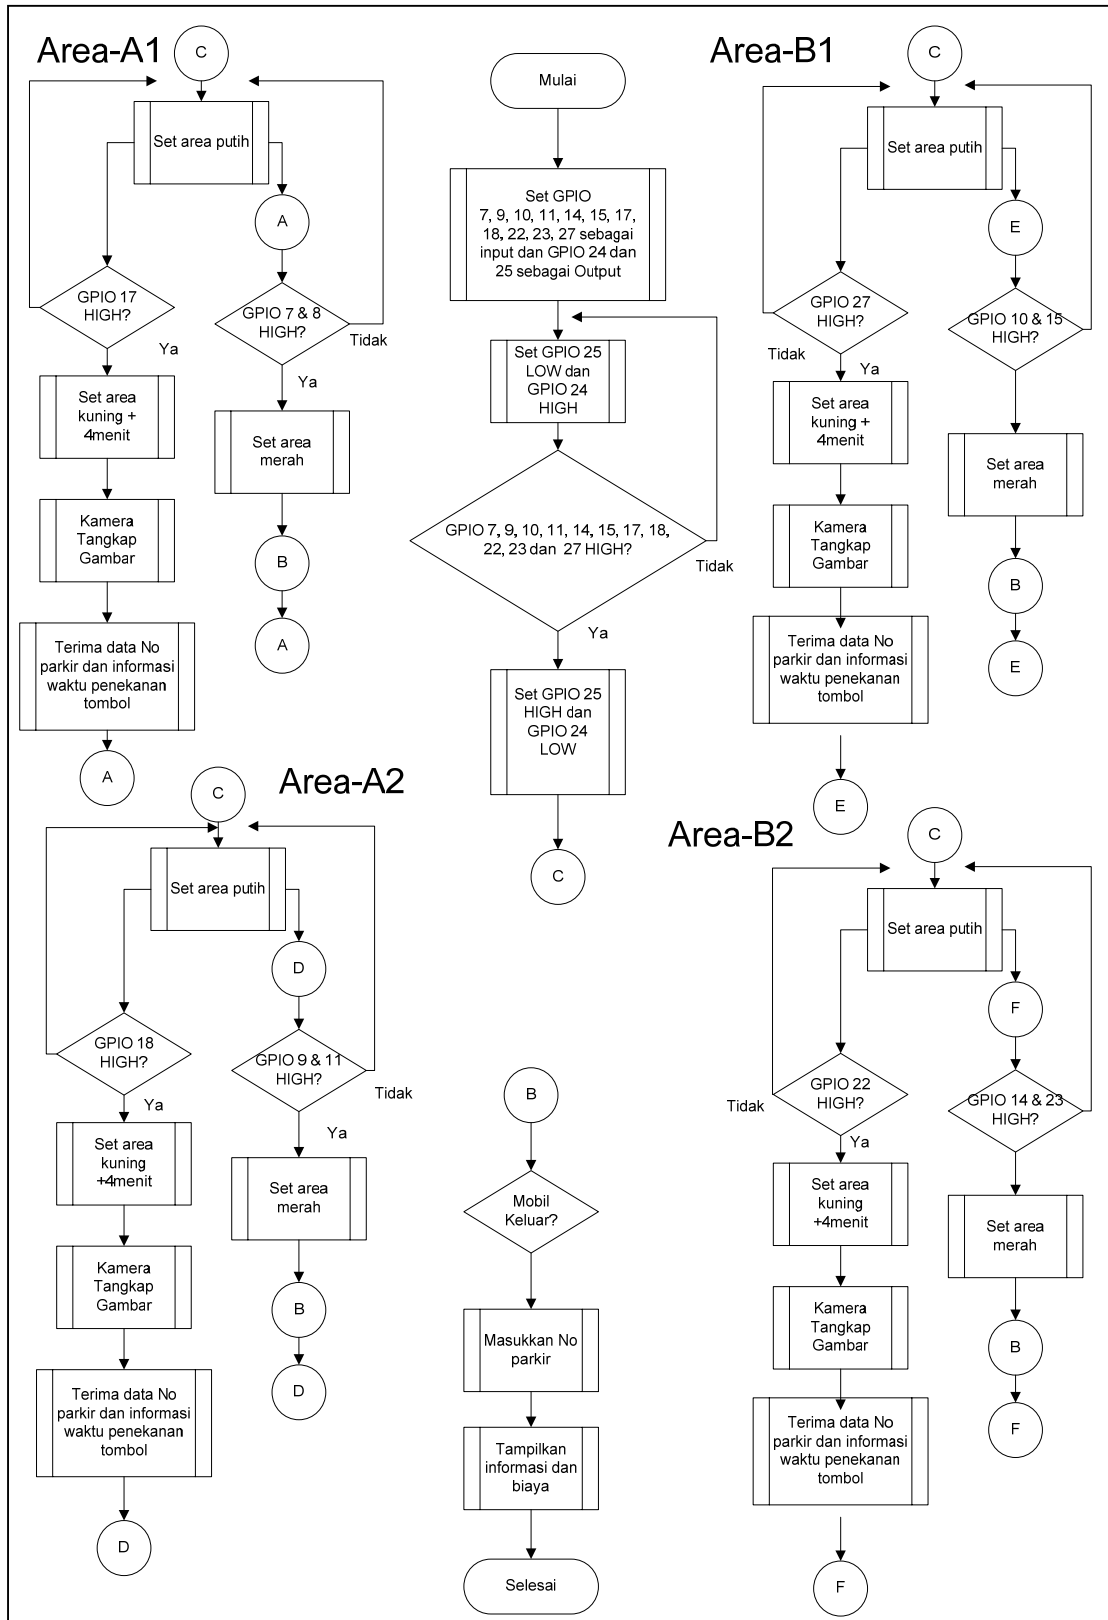 Area-A1
C
Set area putih
A
GPIO 17
HIGH?
GPIO 7 & 8
HIGH?
Tidak
Ya
Ya
Set area
kuning +
4menit
Set area
merah
Kamera
Tangkap
Gambar
B
Terima data No
parkir dan informasi
waktu penekanan
tombol
A
A
Mulai
Set GPIO
7, 9, 10, 11, 14, 15, 17,
18, 22, 23, 27 sebagai
input dan GPIO 24 dan
25 sebagai Output
Set GPIO 25
LOW dan
GPIO 24
HIGH
GPIO 7, 9, 10, 11, 14, 15, 17, 18,
22, 23 dan 27 HIGH?
Tidak
Ya
Set GPIO 25
HIGH dan
GPIO 24
LOW
C
Area-B1
C
Set area putih
E
GPIO 27
HIGH?
GPIO 10 & 15
HIGH?
Tidak
Ya
Set area
kuning +
4menit
Set area
merah
Kamera
Tangkap
Gambar
B
Terima data No
parkir dan informasi
waktu penekanan
tombol
E
E
Area-A2
C
Set area putih
D
GPIO 18
HIGH?
GPIO 9 & 11
HIGH?
Tidak
Ya
Ya
Set area
kuning
+4menit
Set area
merah
Kamera
Tangkap
Gambar
B
Terima data No
parkir dan informasi
waktu penekanan
tombol
D
D
B
Mobil
Keluar?
Masukkan No
parkir
Tampilkan
informasi dan
biaya
Selesai
Area-B2
C
Set area putih
F
GPIO 22
HIGH?
GPIO 14 & 23
HIGH?
Tidak
Ya
Set area
kuning
+4menit
Set area
merah
Kamera
Tangkap
Gambar
B
Terima data No
parkir dan informasi
waktu penekanan
tombol
F
F